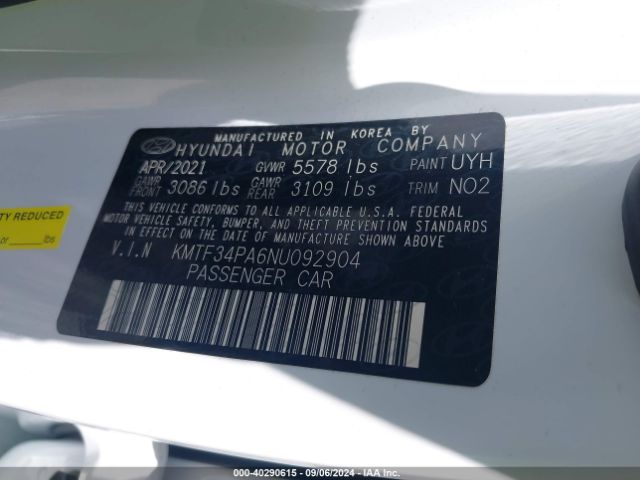 MANUFACTURED IN KOREA BY
HYUNDAI MOTOR COMPANY
APR/2021 GVWR 5578 lbs PAINT UYH
GAWR FRONT 3086 lbs GAWR REAR 3109 lbs TRIM NO2
THIS VEHICLE CONFORMS TO ALL APPLICABLE U.S.A. FEDERAL
MOTOR VEHICLE SAFETY, BUMPER, AND THEFT PREVENTION STANDARDS
IN EFFECT ON THE DATE OF MANUFACTURE SHOWN ABOVE
V.I.N KMTF34PA6NU092904
PASSENGER CAR
TY REDUCED
or ______lbs
000-40290615 - 09/06/2024 - IAA Inc.